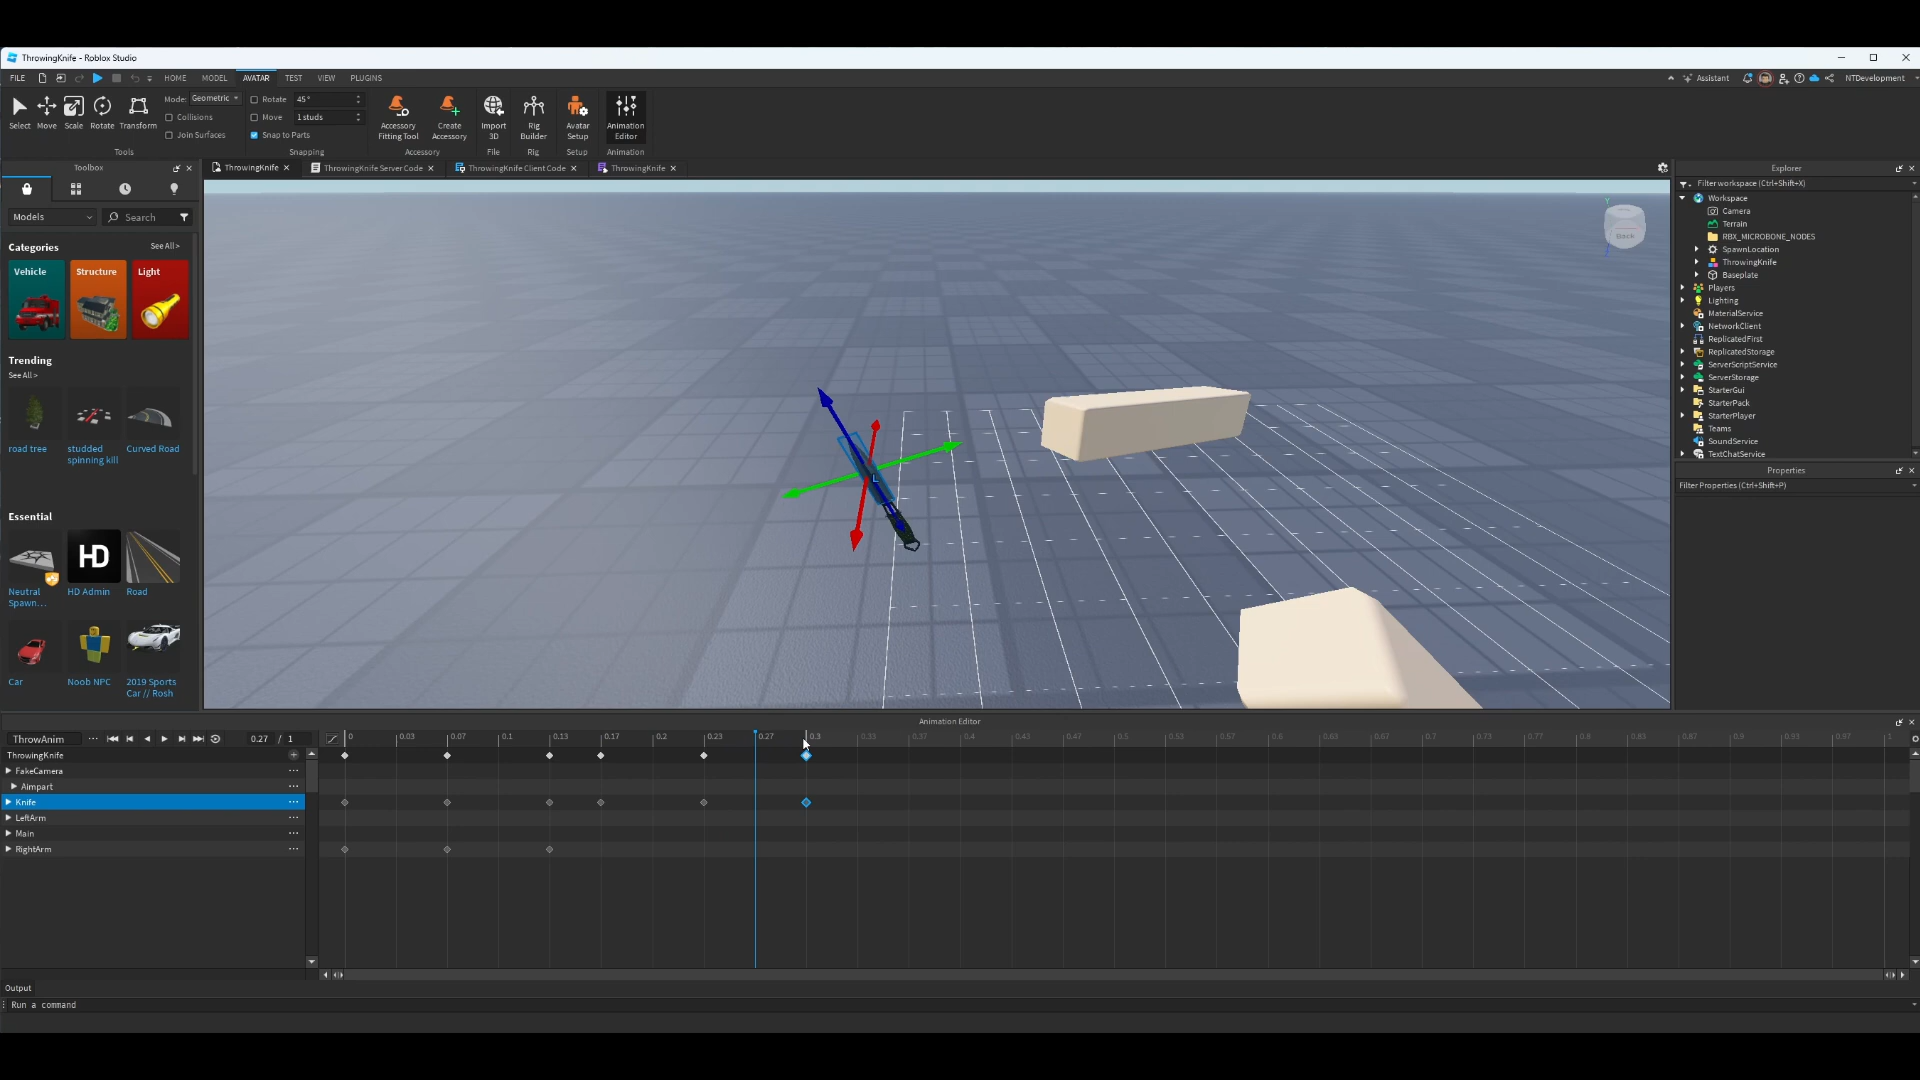 ThrowingKnife - Roblox Studio
FILE HOME MODEL AVATAR TEST VIEW PLUGINS Assistant NTDevelopment
Select Move Scale Rotate Transform
Mode: Geometric
Collisions
Join Surfaces
Tools
Rotate 45°
Move 1 studs
Snap to Parts
Snapping
Accessory Fitting Tool
Create Accessory
Accessory
Import 3D
File
Rig Builder
Rig
Avatar Setup
Setup
Animation Editor
Animation
Toolbox
ThrowingKnife ThrowingKnife Server Code ThrowingKnife Client Code ThrowingKnife
Models Search
Categories See All >
Vehicle Structure Light
Trending
See All >
road tree
studded spinning kill
Curved Road
Essential
HD
Neutral Spawn...
HD Admin
Road
Car
Noob NPC
2019 Sports Car // Rosh
Y
Back
L
Explorer
Filter workspace (Ctrl+Shift+X)
Workspace
Camera
Terrain
RBX_MICROBONE_NODES
SpawnLocation
ThrowingKnife
Baseplate
Players
Lighting
MaterialService
NetworkClient
ReplicatedFirst
ReplicatedStorage
ServerScriptService
ServerStorage
StarterGui
StarterPack
StarterPlayer
Teams
SoundService
TextChatService
Properties
Filter Properties (Ctrl+Shift+P)
Animation Editor
ThrowAnim ... 0.27 / 1
0 0.03 0.07 0.1 0.13 0.17 0.2 0.23 0.27 0.3 0.33 0.37 0.4 0.43 0.47 0.5 0.53 0.57 0.6 0.63 0.67 0.7 0.73 0.77 0.8 0.83 0.87 0.9 0.93 0.97 1
ThrowingKnife
FakeCamera
Aimpart
Knife
LeftArm
Main
RightArm
Output
Run a command